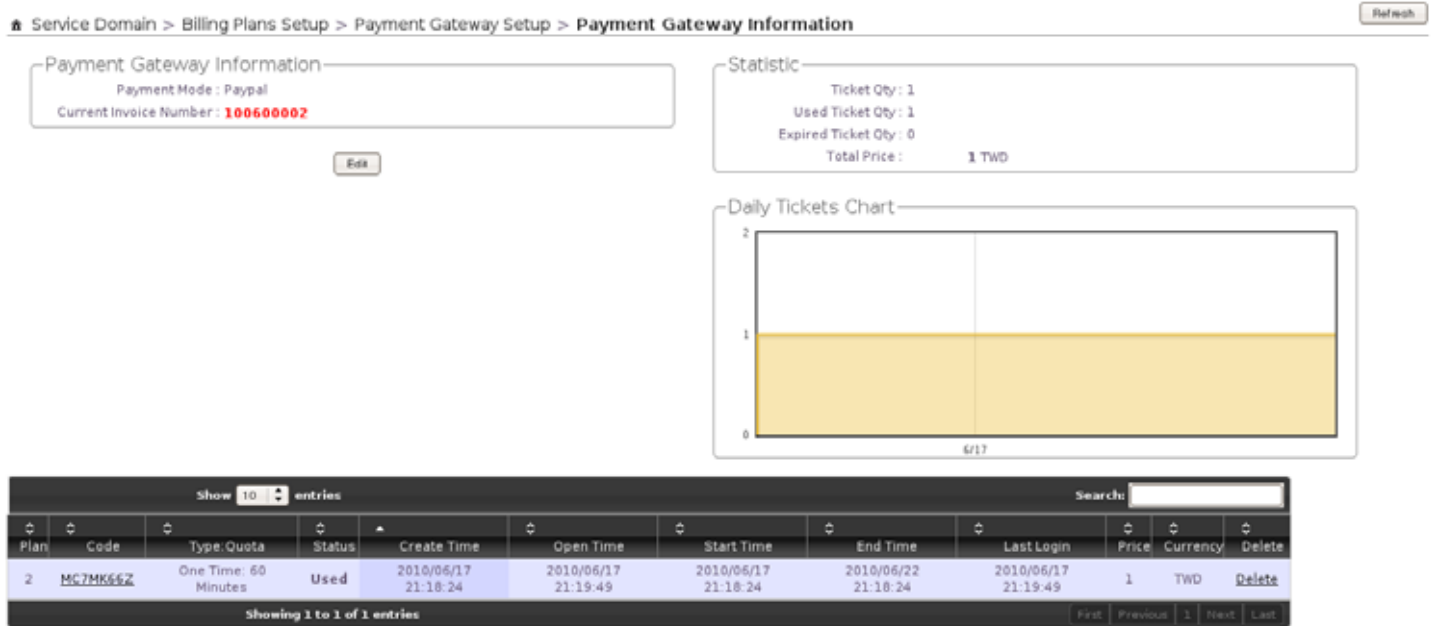 Refresh
Service Domain > Billing Plans Setup > Payment Gateway Setup > Payment Gateway Information
Payment Gateway Information
Payment Mode : Paypal
Current Invoice Number : 100600002
Edit
Statistic
Ticket Qty : 1
Used Ticket Qty : 1
Expired Ticket Qty : 0
Total Price : 1 TWD
Daily Tickets Chart
2
1
0
6/17
Show 10 entries
Search:
Plan Code Type:Quota Status Create Time Open Time Start Time End Time Last Login Price Currency Delete
2 MC7MK66Z One Time: 60 Minutes Used 2010/06/17 21:18:24 2010/06/17 21:19:49 2010/06/17 21:18:24 2010/06/22 21:18:24 2010/06/17 21:19:49 1 TWD Delete
Showing 1 to 1 of 1 entries
First Previous 1 Next Last